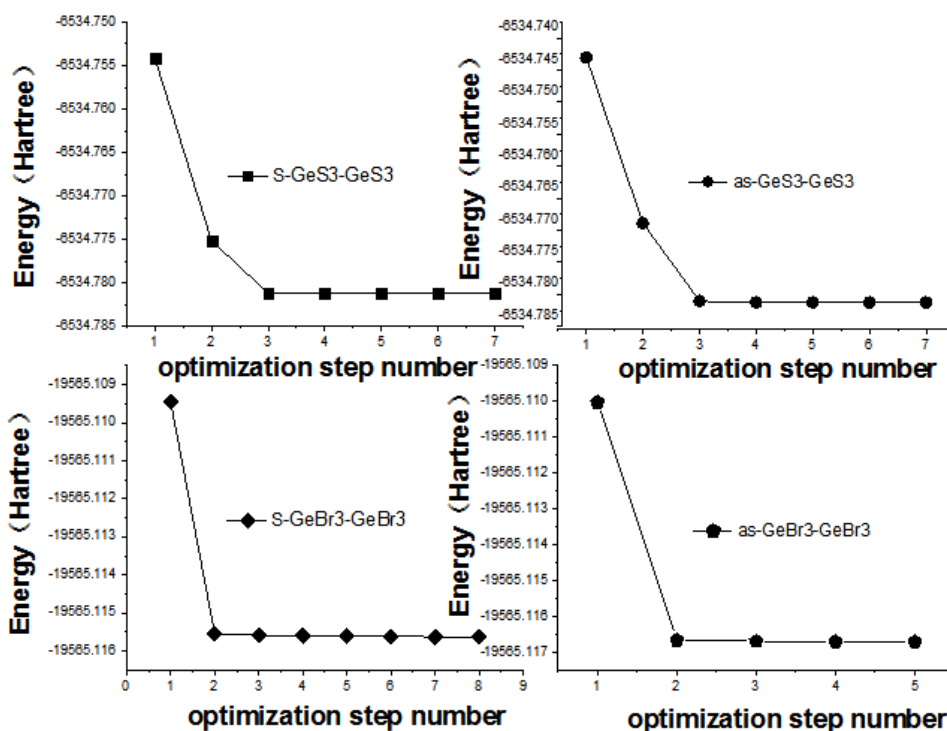 Energy（Hartree）
-6534.750
-6534.755
-6534.760
-6534.765
-6534.770
-6534.775
-6534.780
-6534.785
S-GeS3-GeS3
1 2 3 4 5 6 7
optimization step number
Energy（Hartree）
-6534.740
-6534.745
-6534.750
-6534.755
-6534.760
-6534.765
-6534.770
-6534.775
-6534.780
-6534.785
as-GeS3-GeS3
1 2 3 4 5 6 7
optimization step number
Energy（Hartree）
-19565.109
-19565.110
-19565.111
-19565.112
-19565.113
-19565.114
-19565.115
-19565.116
S-GeBr3-GeBr3
0 1 2 3 4 5 6 7 8 9
optimization step number
Energy（Hartree）
-19565.109
-19565.110
-19565.111
-19565.112
-19565.113
-19565.114
-19565.115
-19565.116
-19565.117
as-GeBr3-GeBr3
1 2 3 4 5
optimization step number